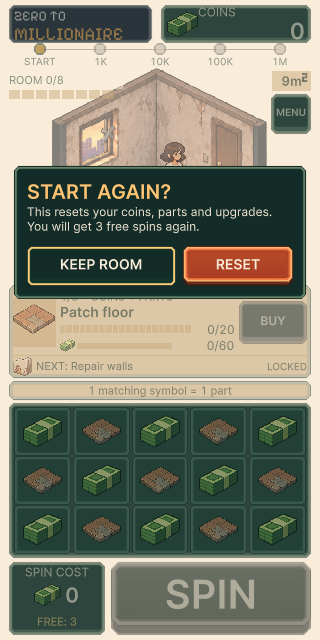 ZERO TO
MILLIONAIRE
COINS
0
START 1K 10K 100K 1M
ROOM 0/8
9m²
MENU
START AGAIN?
This resets your coins, parts and upgrades.
You will get 3 free spins again.
KEEP ROOM
RESET
Patch floor
0/20
0/60
BUY
NEXT: Repair walls
LOCKED
1 matching symbol = 1 part
SPIN COST
0
FREE: 3
SPIN